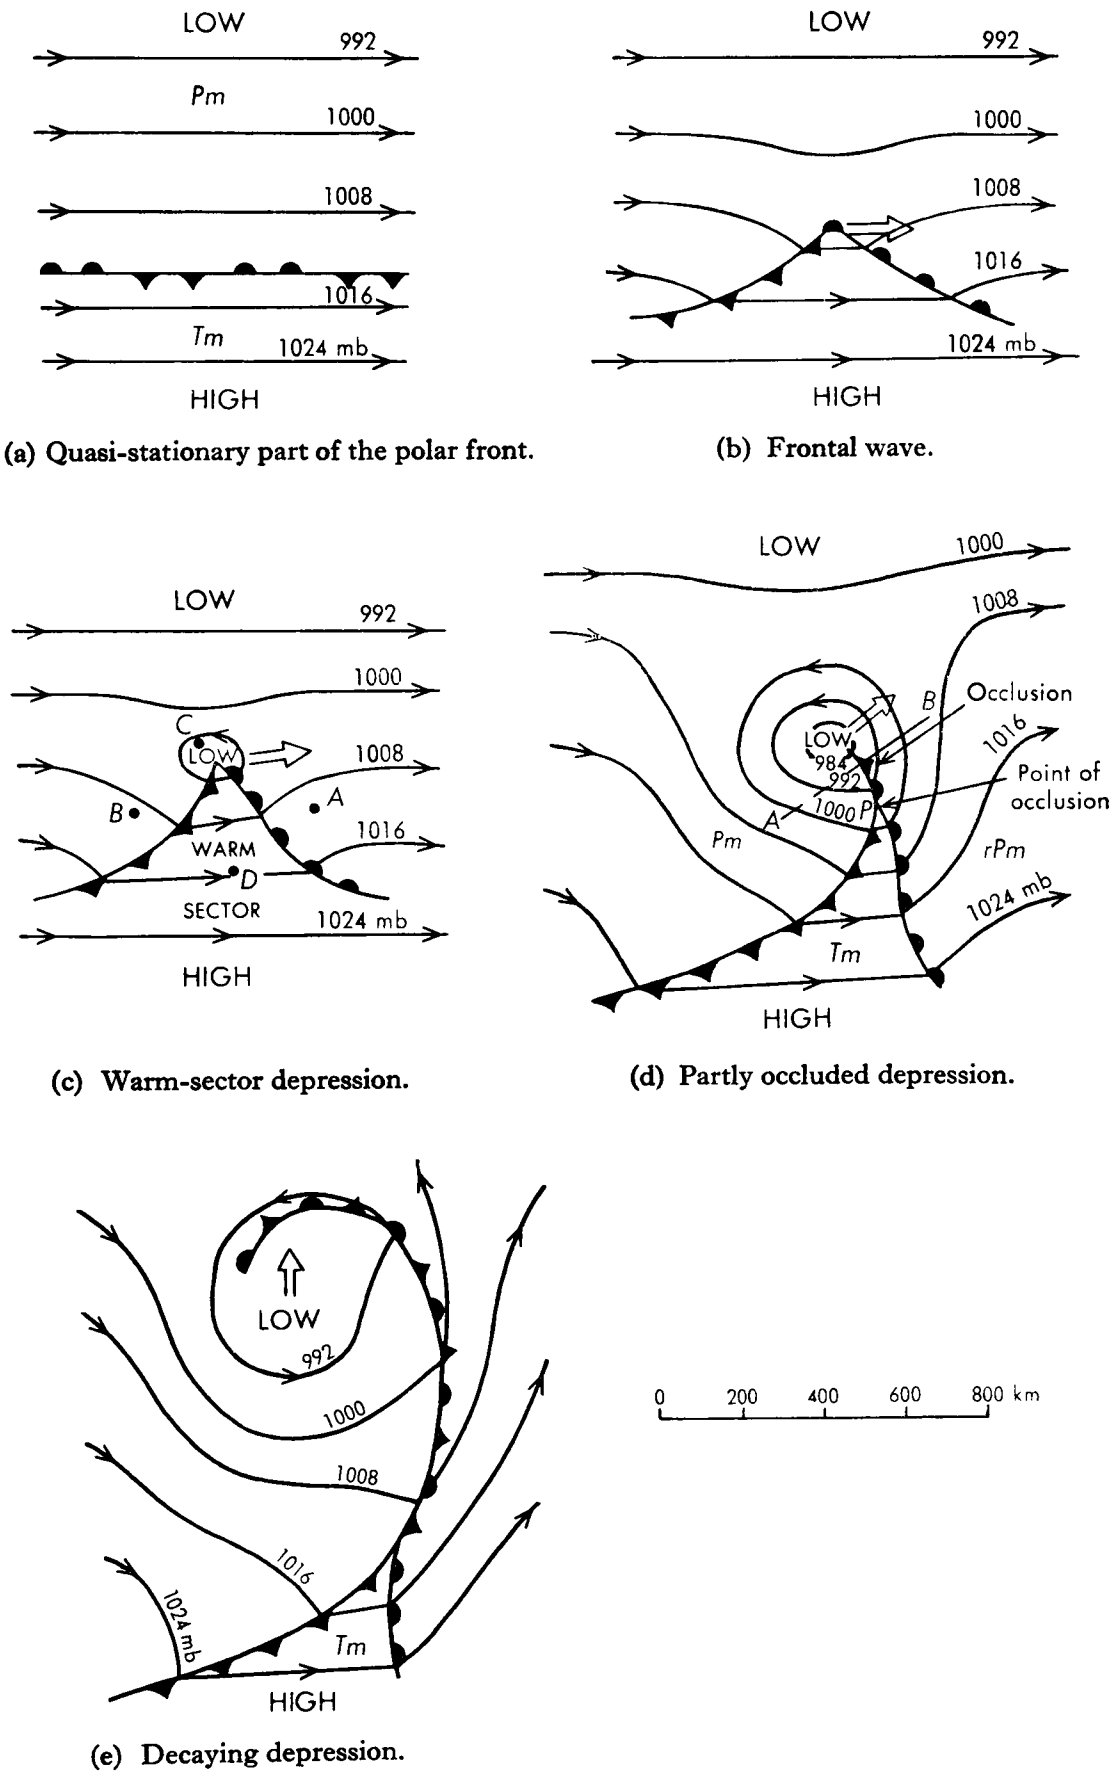 LOW
992
Pm
1000
1008
1016
Tm
1024 mb
HIGH
(a) Quasi-stationary part of the polar front.
LOW
992
1000
1008
1016
1024 mb
HIGH
(b) Frontal wave.
LOW
992
1000
C
LOW
1008
A
B
1016
WARM
D
SECTOR
1024 mb
HIGH
(c) Warm-sector depression.
LOW
1000
1008
B
Occlusion
LOW
1016
984
992
Point of
occlusion
1000
P
A
Pm
rPm
1024 mb
Tm
HIGH
(d) Partly occluded depression.
LOW
992
1000
1008
1016
1024 mb
Tm
HIGH
(e) Decaying depression.
0 200 400 600 800 km